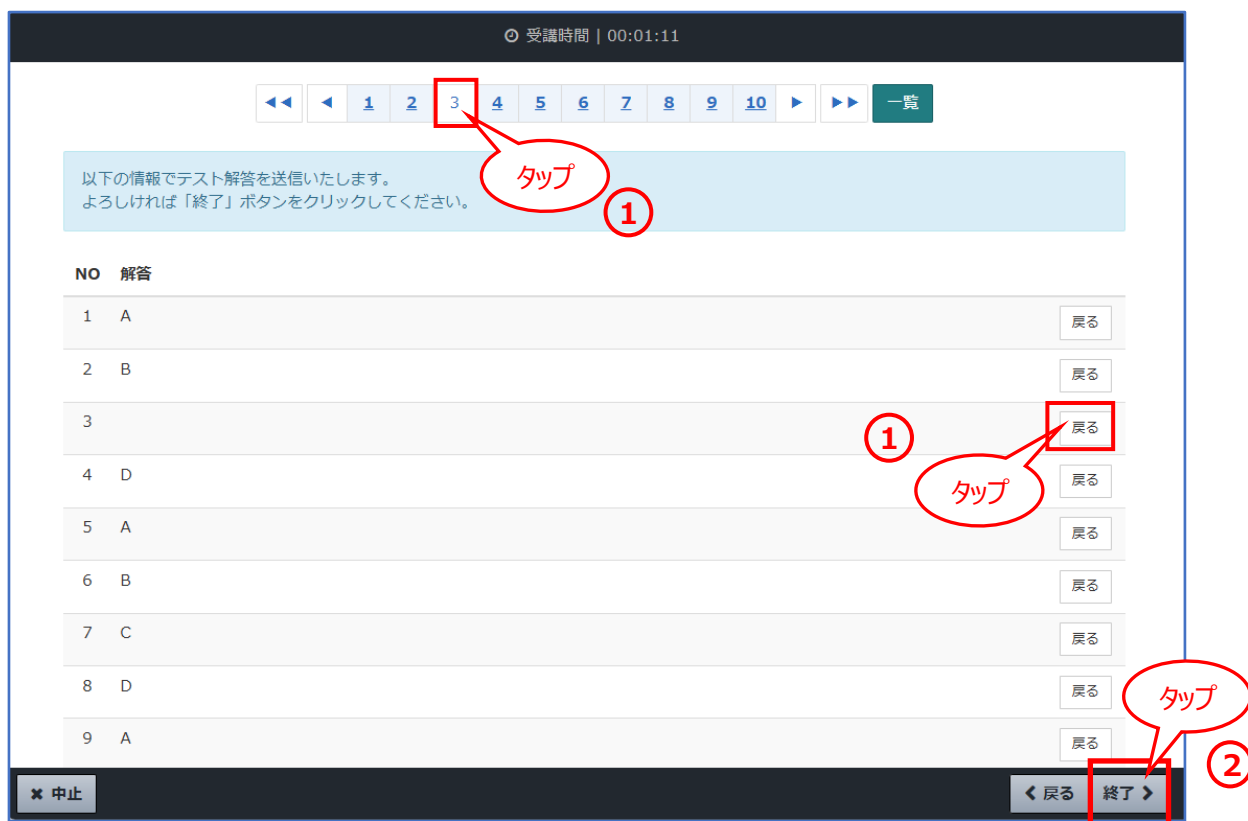 受講時間 | 00:01:11
◀◀ ◀ 1 2 3 4 5 6 7 8 9 10 ▶ ▶▶ 一覧
タップ
①
以下の情報でテスト解答を送信いたします。
よろしければ「終了」ボタンをクリックしてください。
NO 解答
1 A 戻る
2 B 戻る
3 戻る
①
タップ
4 D 戻る
5 A 戻る
6 B 戻る
7 C 戻る
8 D 戻る
タップ
9 A 戻る
②
✖ 中止 戻る 終了